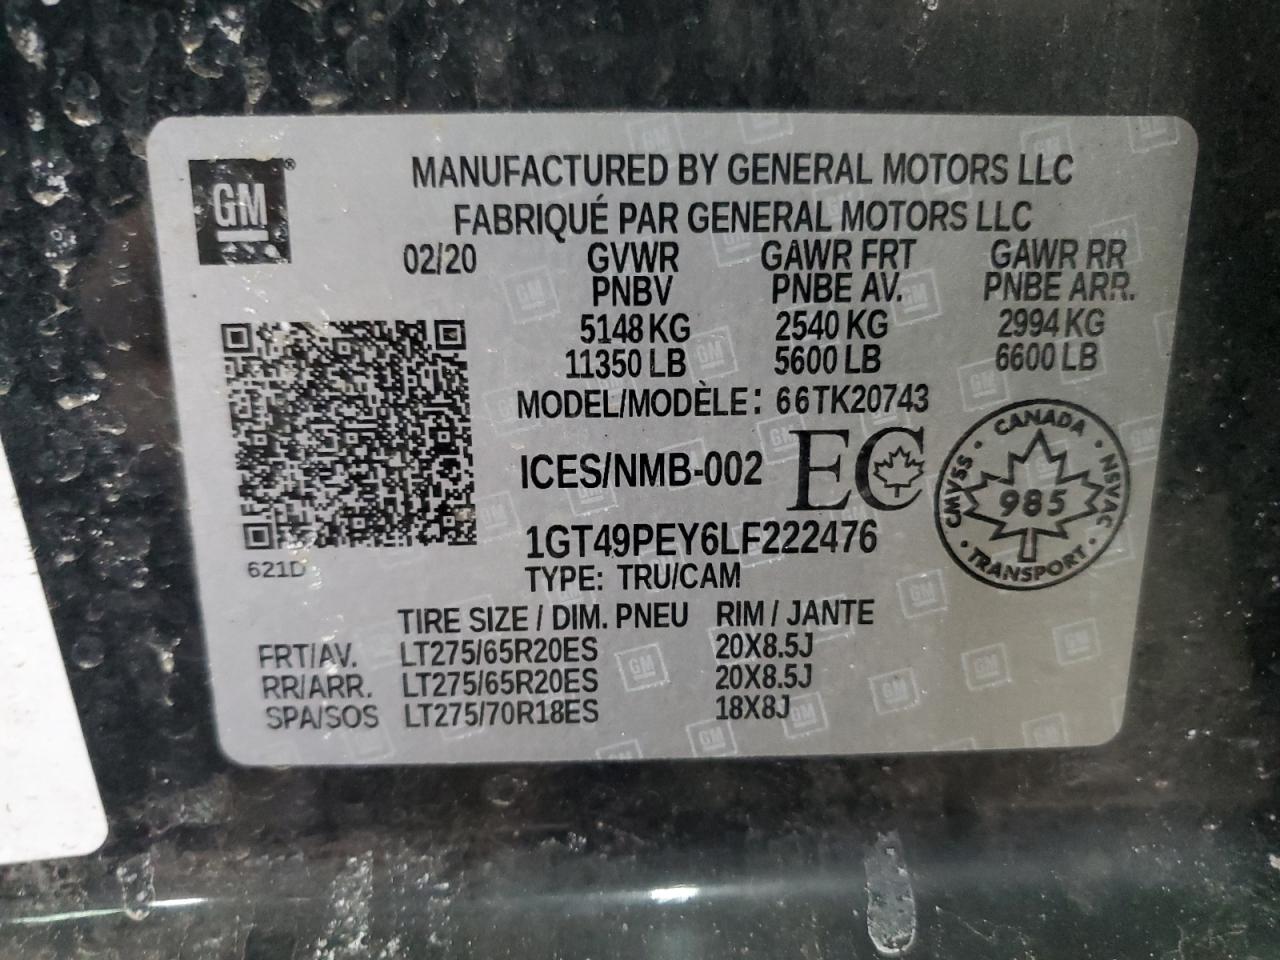 GM®
MANUFACTURED BY GENERAL MOTORS LLC
FABRIQUÉ PAR GENERAL MOTORS LLC
02/20 GVWR GAWR FRT GAWR RR
PNBV PNBE AV. PNBE ARR.
5148 KG 2540 KG 2994 KG
11350 LB 5600 LB 6600 LB
MODEL/MODÈLE: 66TK20743
ICES/NMB-002 EC
CANADA
CMVSS 985 NSVAC
TRANSPORT
1GT49PEY6LF222476
621D
TYPE: TRU/CAM
TIRE SIZE / DIM. PNEU RIM / JANTE
FRT/AV. LT275/65R20ES 20X8.5J
RR/ARR. LT275/65R20ES 20X8.5J
SPA/SOS LT275/70R18ES 18X8J